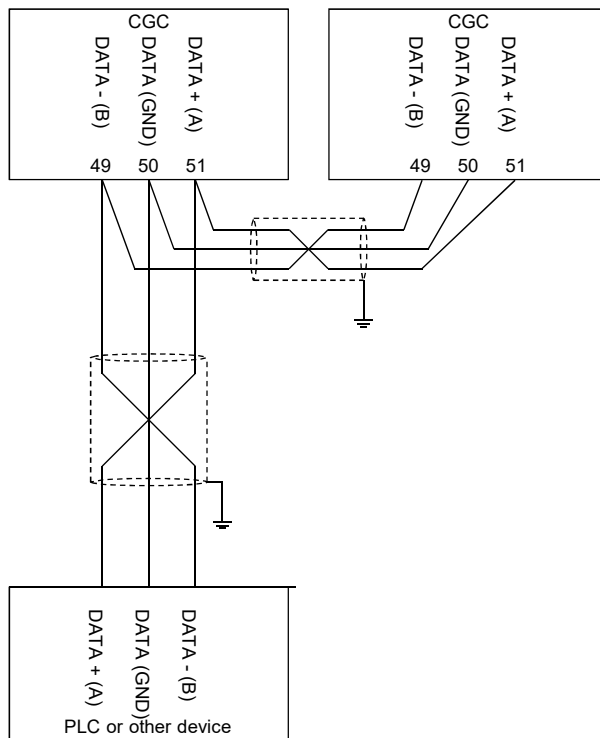 CGC
DATA - (B)
DATA (GND)
DATA + (A)
49 50 51
CGC
DATA - (B)
DATA (GND)
DATA + (A)
49 50 51
DATA + (A)
DATA (GND)
DATA - (B)
PLC or other device